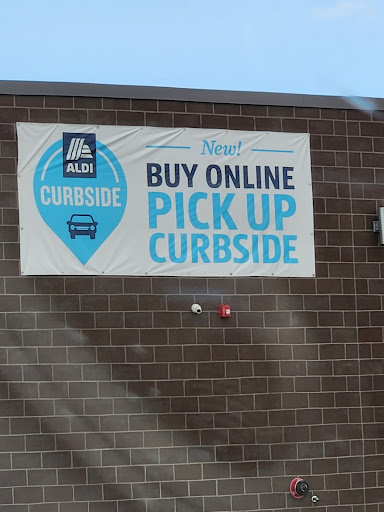 ALDI
CURBSIDE
New!
BUY ONLINE
PICK UP
CURBSIDE